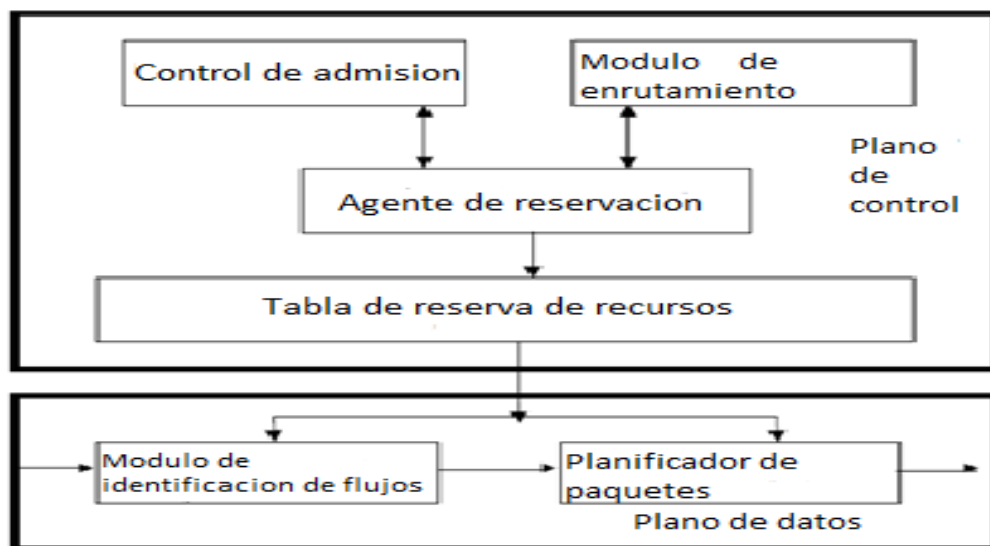 Control de admision
Modulo de
enrutamiento
Plano
de
control
Agente de reservacion
Tabla de reserva de recursos
Modulo de
identificacion de flujos
Planificador de
paquetes
Plano de datos